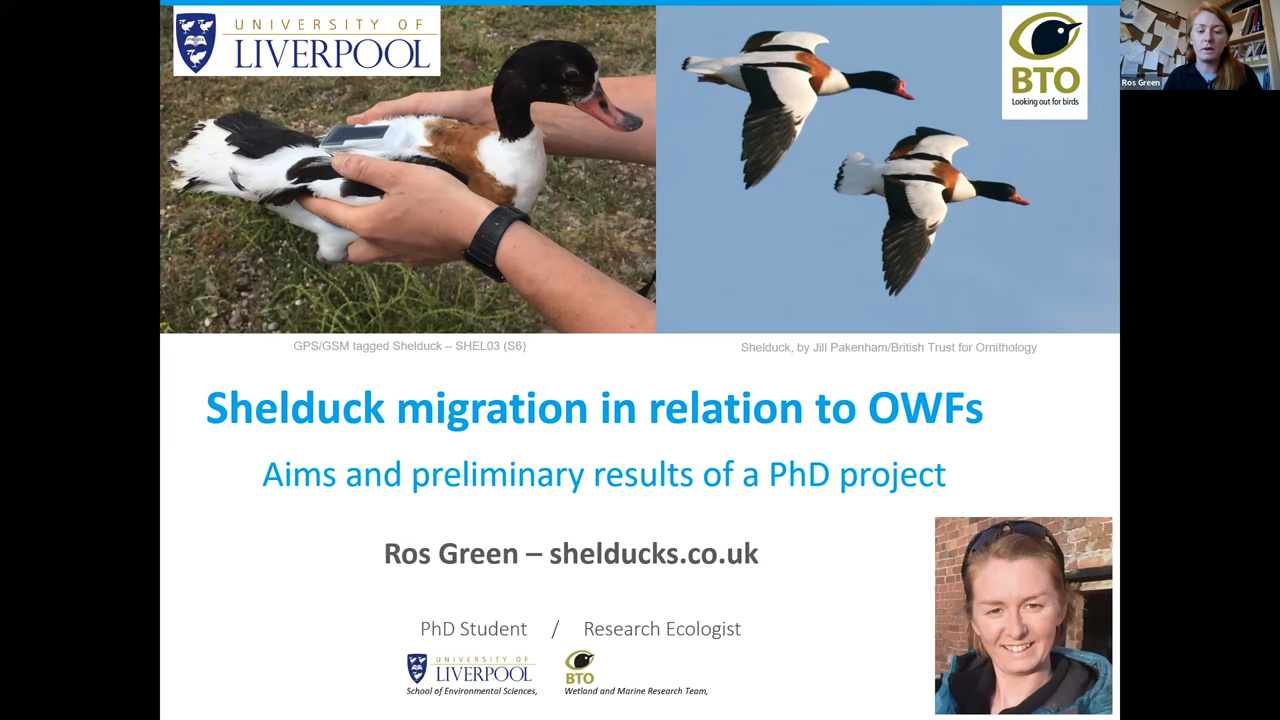 UNIVERSITY OF
LIVERPOOL
BTO
Looking out for birds
Ros Green
GPS/GSM tagged Shelduck – SHEL03 (S6)
Shelduck, by Jill Pakenham/British Trust for Ornithology
Shelduck migration in relation to OWFs
Aims and preliminary results of a PhD project
Ros Green – shelducks.co.uk
PhD Student / Research Ecologist
UNIVERSITY OF
LIVERPOOL
BTO
School of Environmental Sciences, Wetland and Marine Research Team,